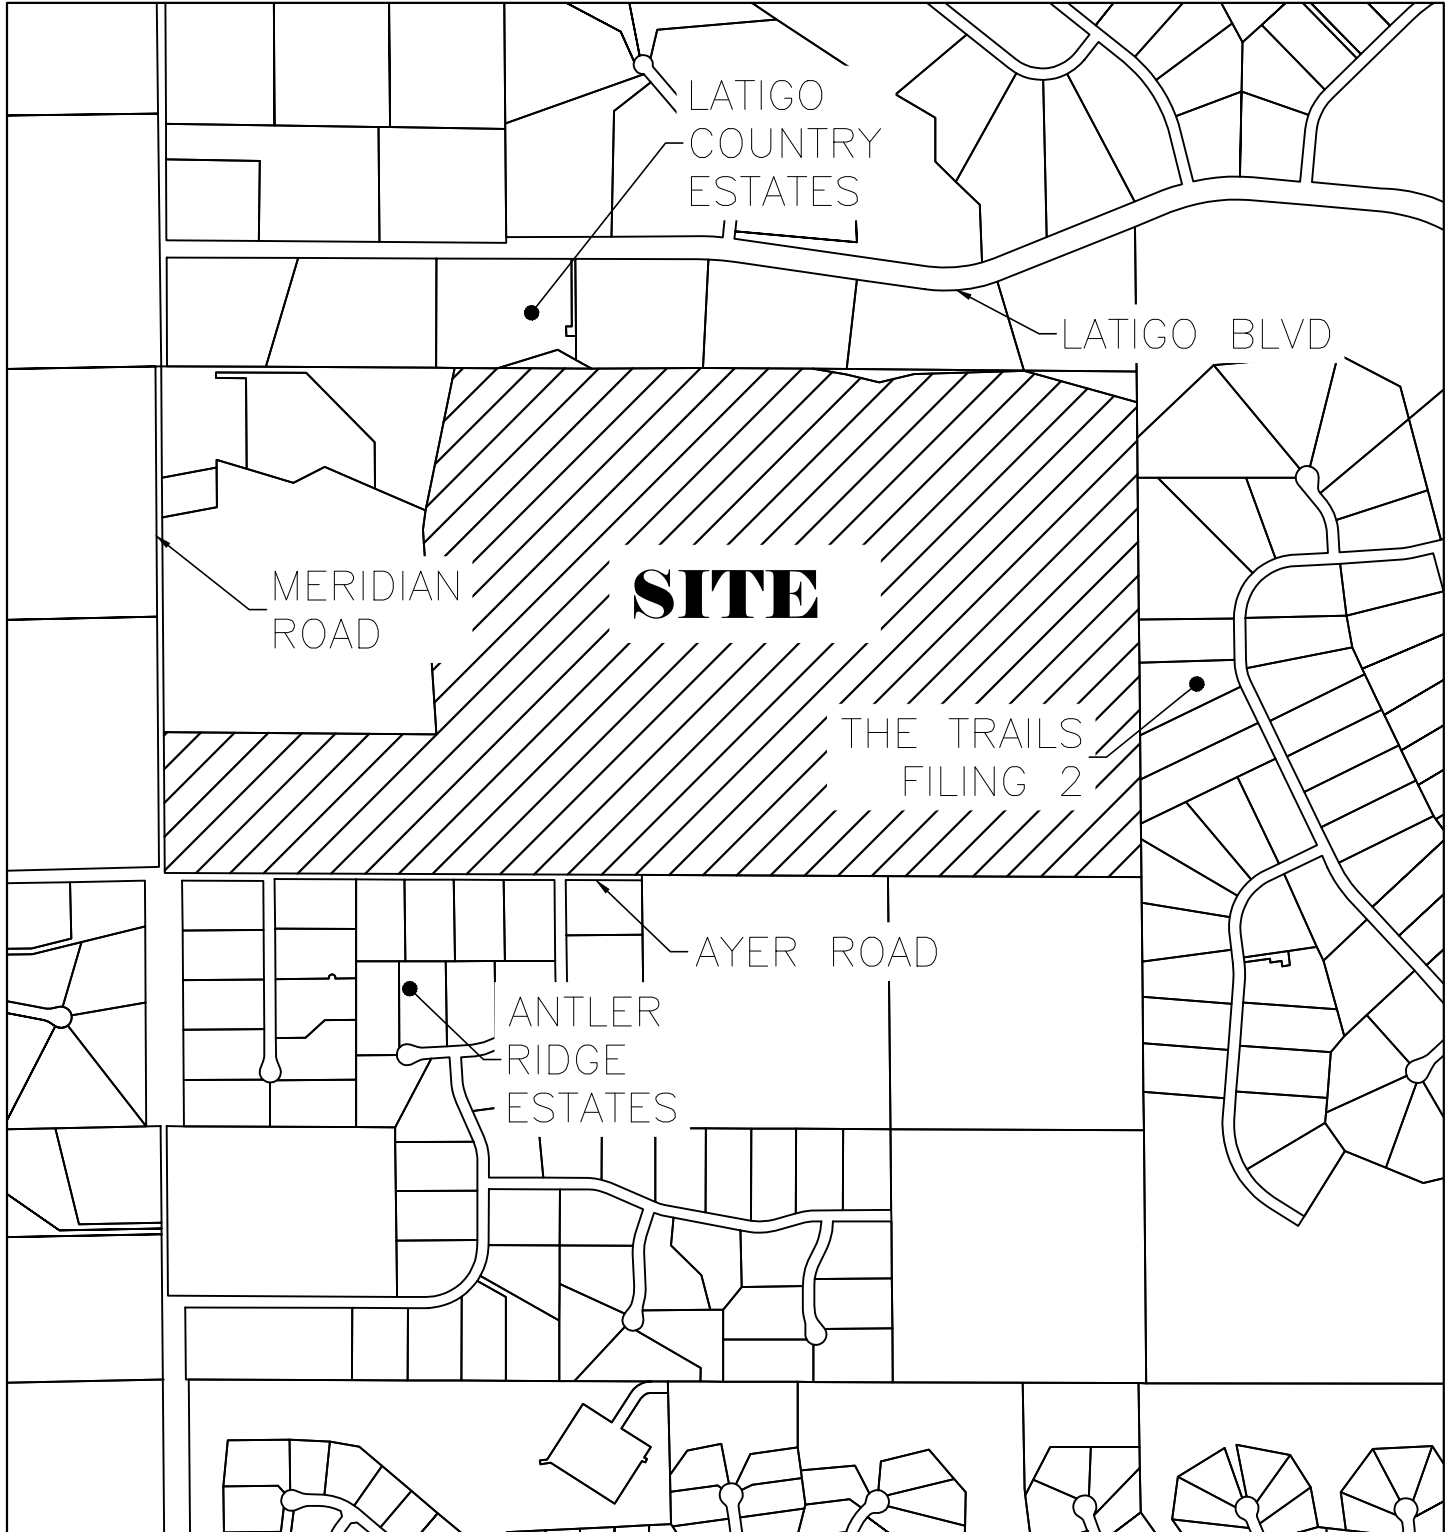 LATIGO
COUNTRY
ESTATES
LATIGO BLVD
MERIDIAN
ROAD
SITE
THE TRAILS
FILING 2
AYER ROAD
ANTLER
RIDGE
ESTATES